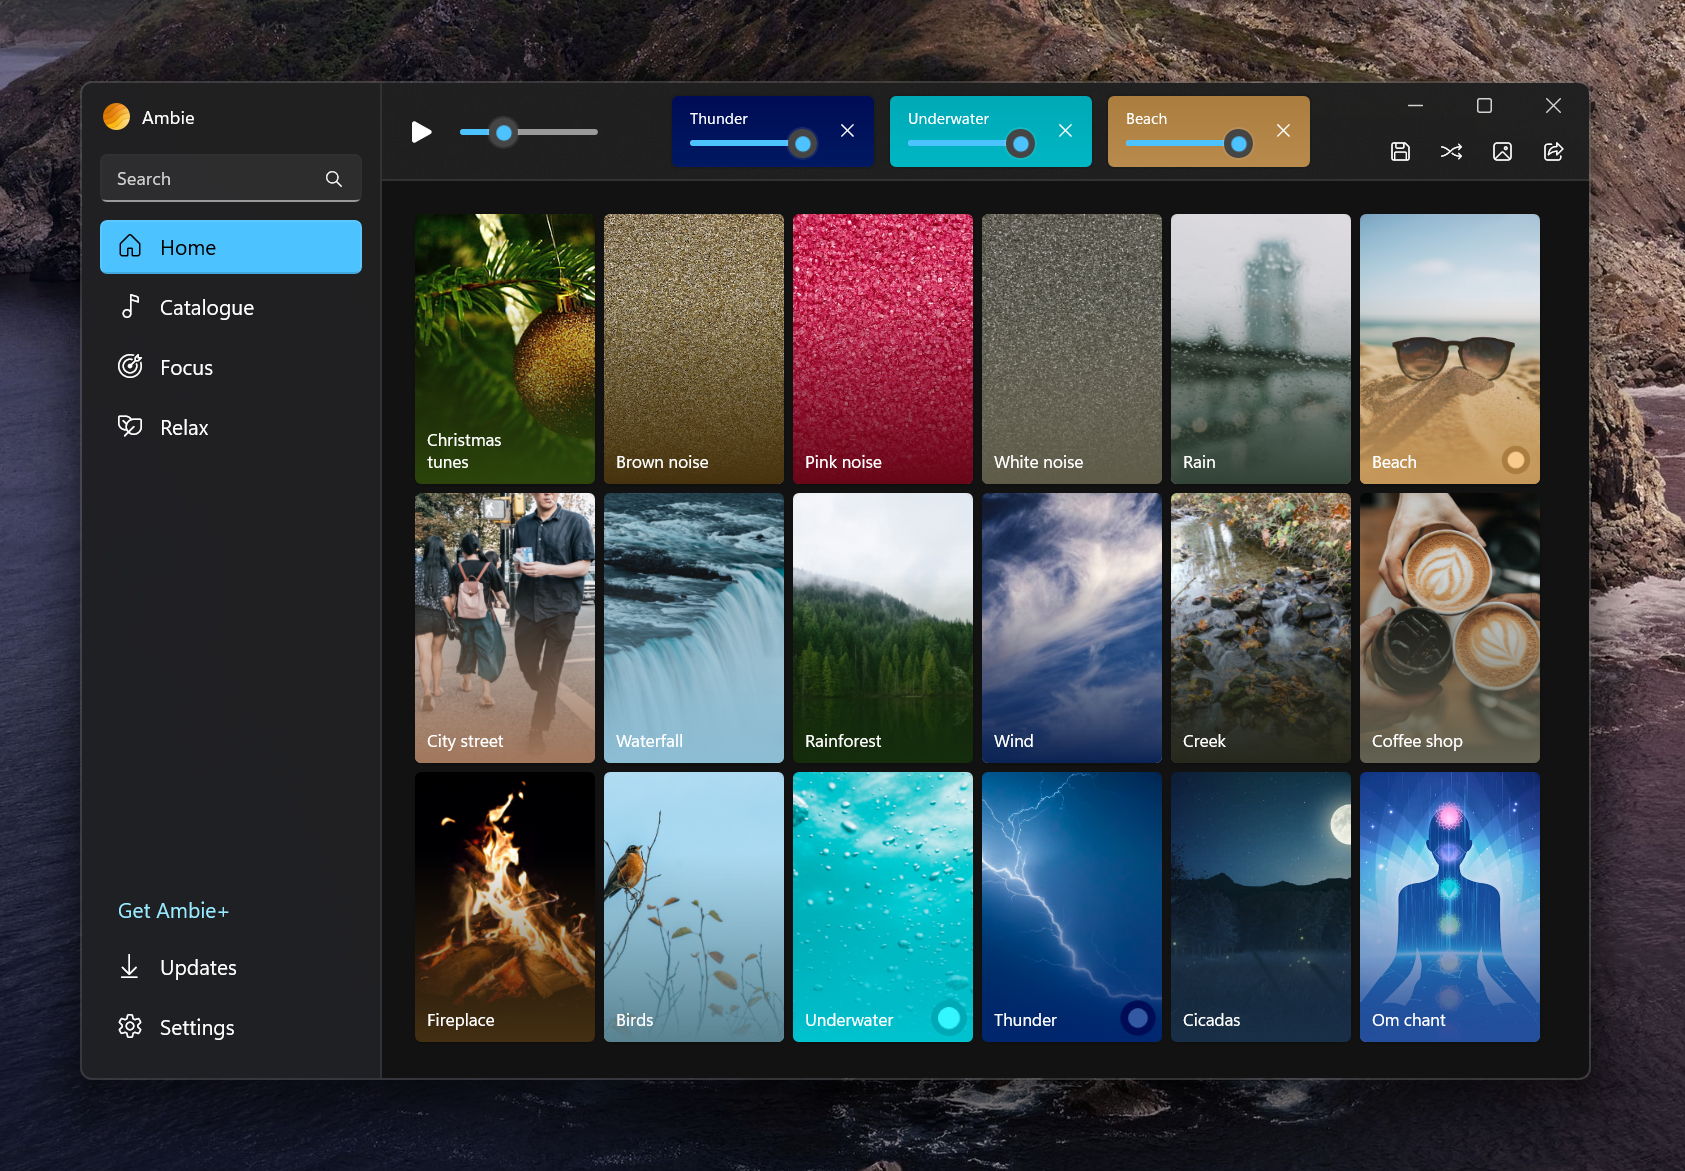 Ambie
Search
Home
Catalogue
Focus
Relax
Get Ambie+
Updates
Settings
Thunder
Underwater
Beach
Christmas
tunes
Brown noise
Pink noise
White noise
Rain
Beach
City street
Waterfall
Rainforest
Wind
Creek
Coffee shop
Fireplace
Birds
Underwater
Thunder
Cicadas
Om chant